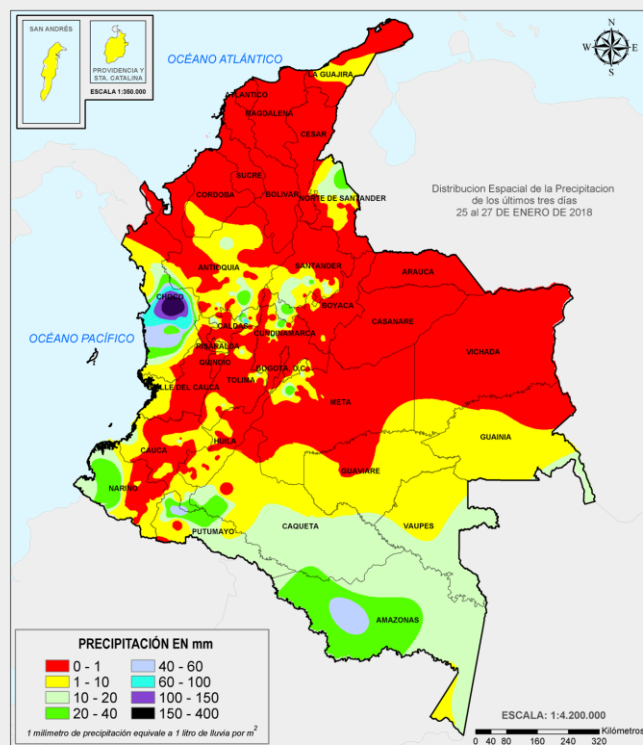 SAN ANDRÉS
PROVIDENCIA Y
STA. CATALINA
ESCALA 1:350.000
OCÉANO ATLÁNTICO
N
W E
S
LA GUAJIRA
ATLANTICO
MAGDALENA
CESAR
SUCRE
CORDOBA
BOLIVAR
NORTE DE SANTANDER
Distribucion Espacial de la Precipitacion
de los últimos tres días
25 al 27 DE ENERO DE 2018
ANTIOQUIA
SANTANDER
ARAUCA
CHOCO
BOYACA
CASANARE
CALDAS
CUNDINAMARCA
OCÉANO PACÍFICO
RISARALDA
VICHADA
QUINDIO
BOGOTA, D.C.
TOLIMA
VALLE DEL CAUCA
META
GUAINIA
HUILA
CAUCA
GUAVIARE
NARIÑO
CAQUETA
VAUPES
PUTUMAYO
AMAZONAS
PRECIPITACIÓN EN mm
0 - 1 40 - 60
1 - 10 60 - 100
10 - 20 100 - 150
20 - 40 150 - 400
1 milimetro de precipitación equivale a 1 litro de lluvia por m2
ESCALA: 1:4.200.000
Kilómetros
0 40 80 160 240 320